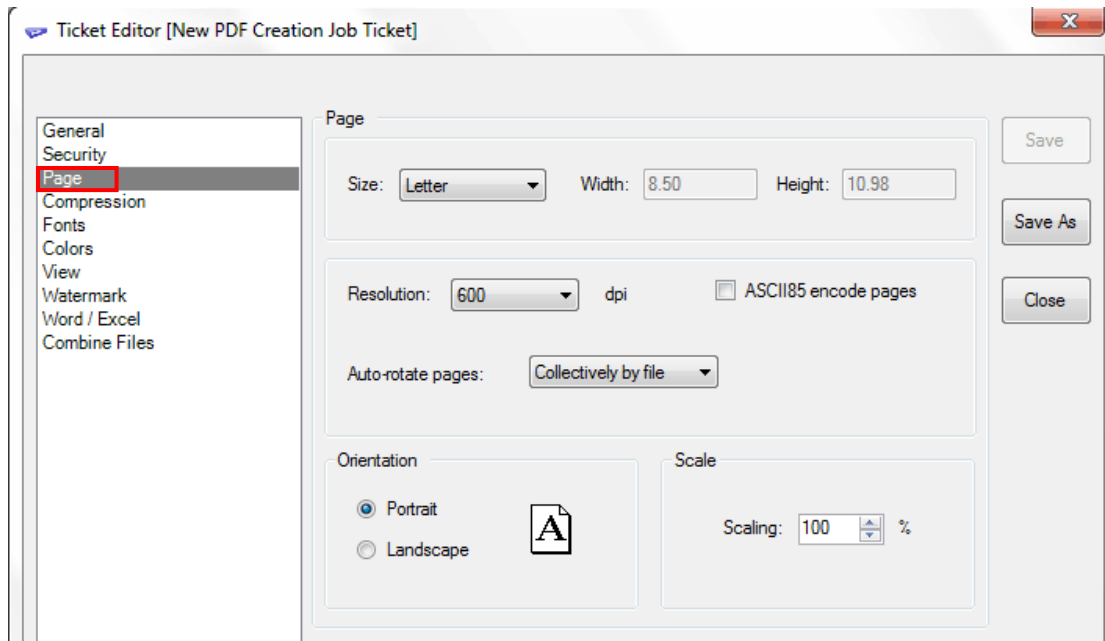 Ticket Editor [New PDF Creation Job Ticket]
X
General
Security
Page
Compression
Fonts
Colors
View
Watermark
Word / Excel
Combine Files
Page
Size: Letter Width: 8.50 Height: 10.98
Resolution: 600 dpi ASCII85 encode pages
Auto-rotate pages: Collectively by file
Orientation
Portrait
Landscape
A
Scale
Scaling: 100 %
Save
Save As
Close